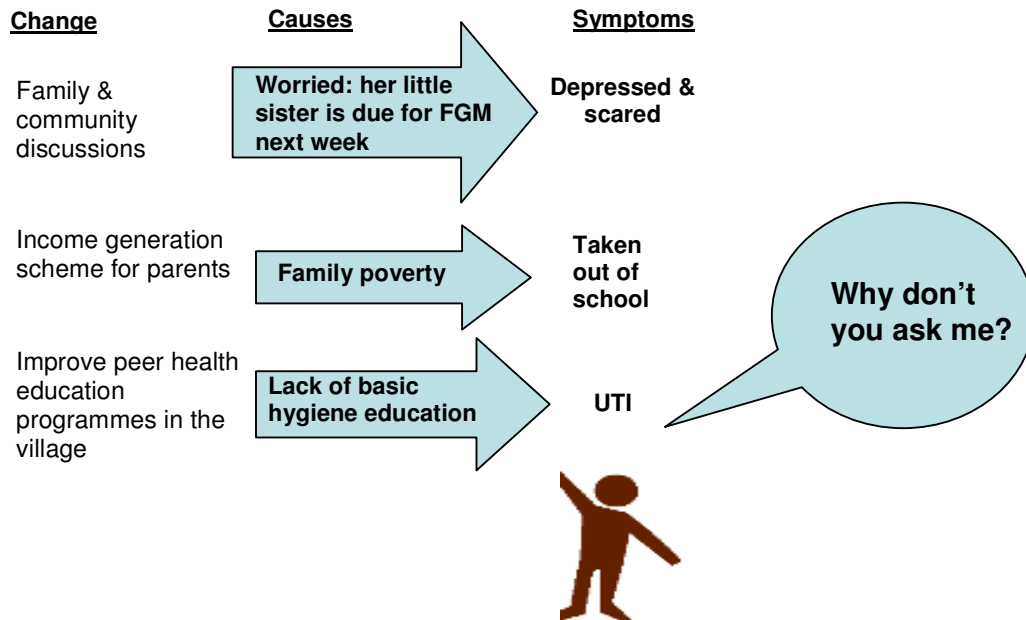 Change
Causes
Symptoms
Family &
community
discussions
Worried: her little
sister is due for FGM
next week
Depressed &
scared
Income generation
scheme for parents
Family poverty
Taken
out of
school
Why don’t
you ask me?
Improve peer health
education
programmes in the
village
Lack of basic
hygiene education
UTI